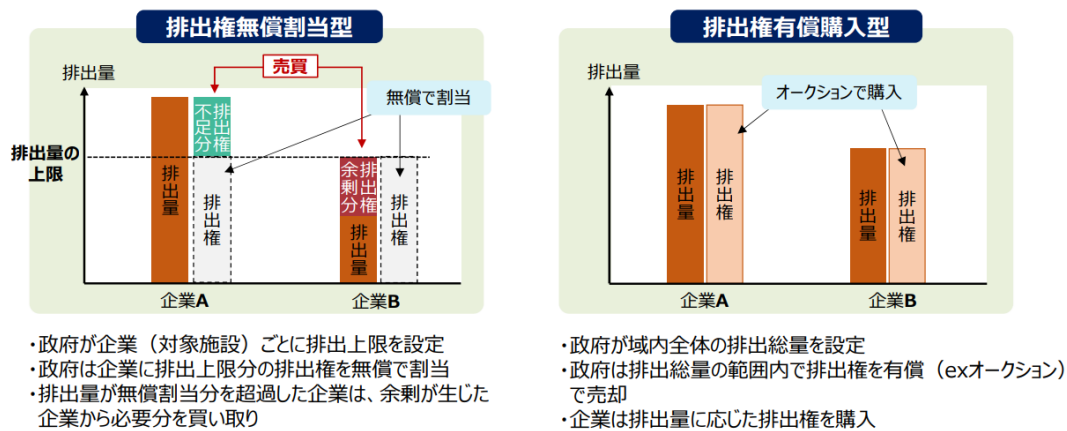 排出権無償割当型
売買
排出量
無償で割当
排出量の
上限
排出量
排出権
不足分
排出権
排出権
余剰分
排出量
排出権
企業A
企業B
・政府が企業（対象施設）ごとに排出上限を設定
・政府は企業に排出上限分の排出権を無償で割当
・排出量が無償割当分を超過した企業は、余剰が生じた
企業から必要分を買い取り
排出権有償購入型
排出量
オークションで購入
排出量
排出権
排出量
排出権
企業A
企業B
・政府が域内全体の排出総量を設定
・政府は排出総量の範囲内で排出権を有償（exオークション）
で売却
・企業は排出量に応じた排出権を購入